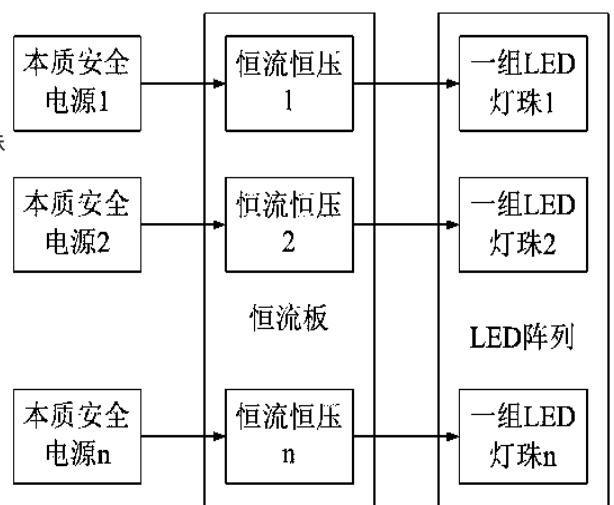 本质安全
电源1
恒流恒压
1
一组LED
灯珠1
本质安全
电源2
恒流恒压
2
一组LED
灯珠2
恒流板
LED阵列
本质安全
电源n
恒流恒压
n
一组LED
灯珠n